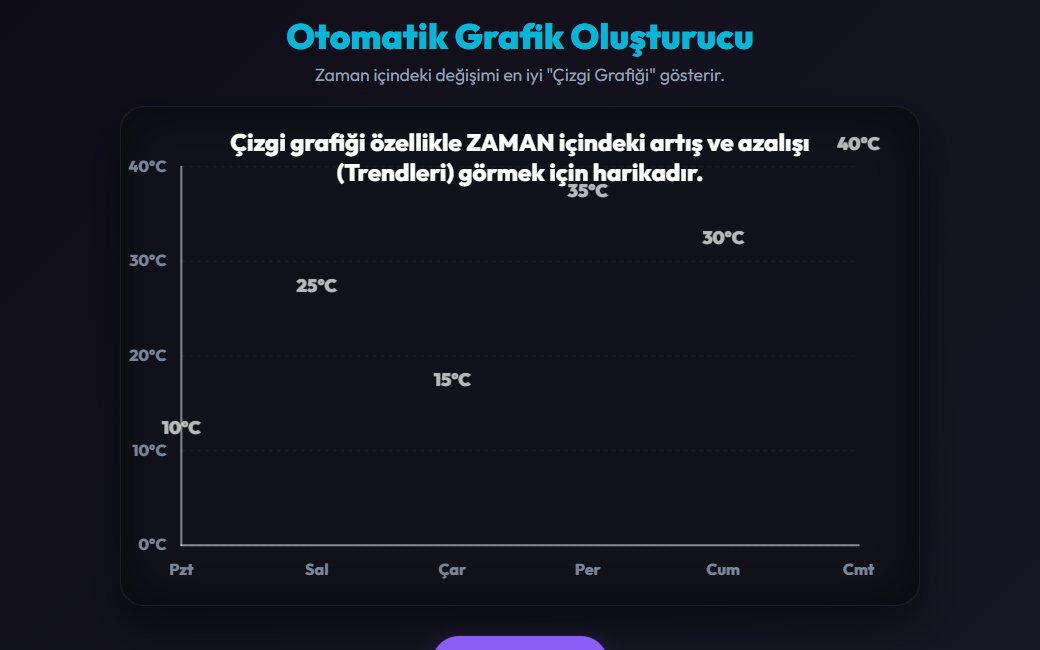 Otomatik Grafik Oluşturucu
Zaman içindeki değişimi en iyi "Çizgi Grafiği" gösterir.
Çizgi grafiği özellikle ZAMAN içindeki artış ve azalışı
(Trendleri) görmek için harikadır.
40°C
40°C
35°C
30°C
30°C
25°C
20°C
15°C
10°C
10°C
0°C
Pzt Sal Çar Per Cum Cmt